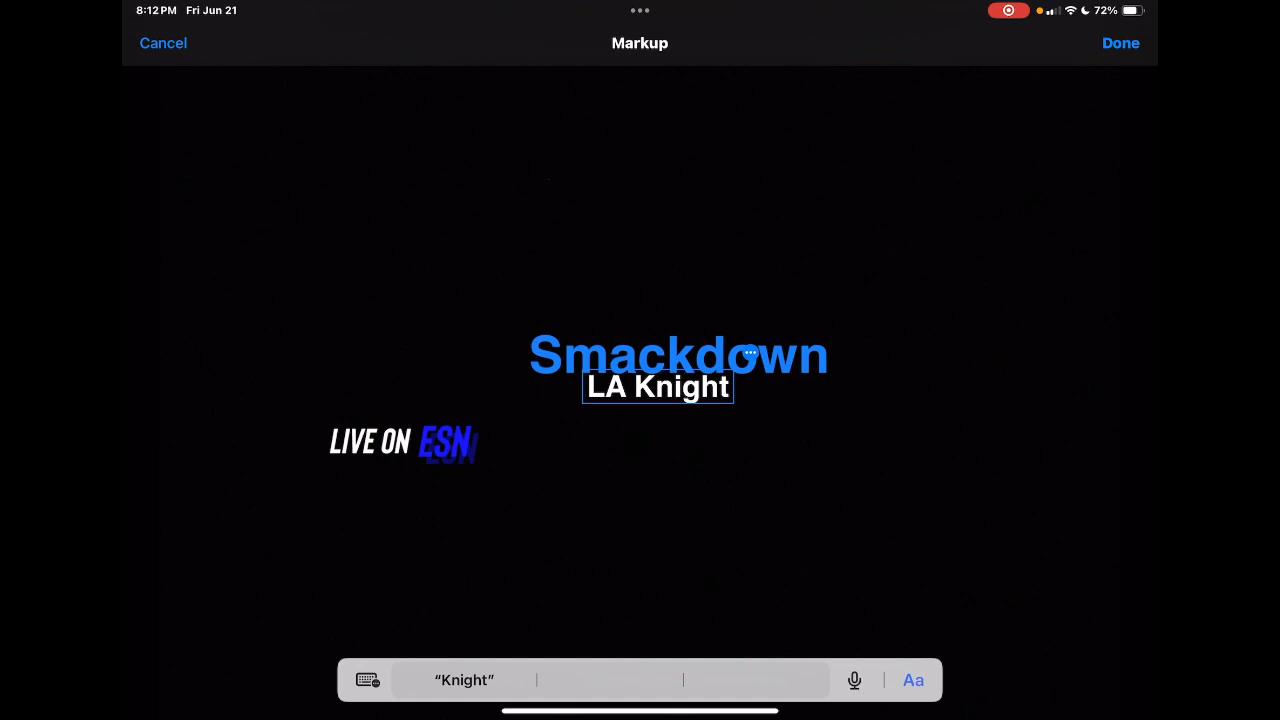 8:12 PM Fri Jun 21
72%
Cancel
Markup
Done
Smackdown
LA Knight
LIVE ON ESN
“Knight”
Aa